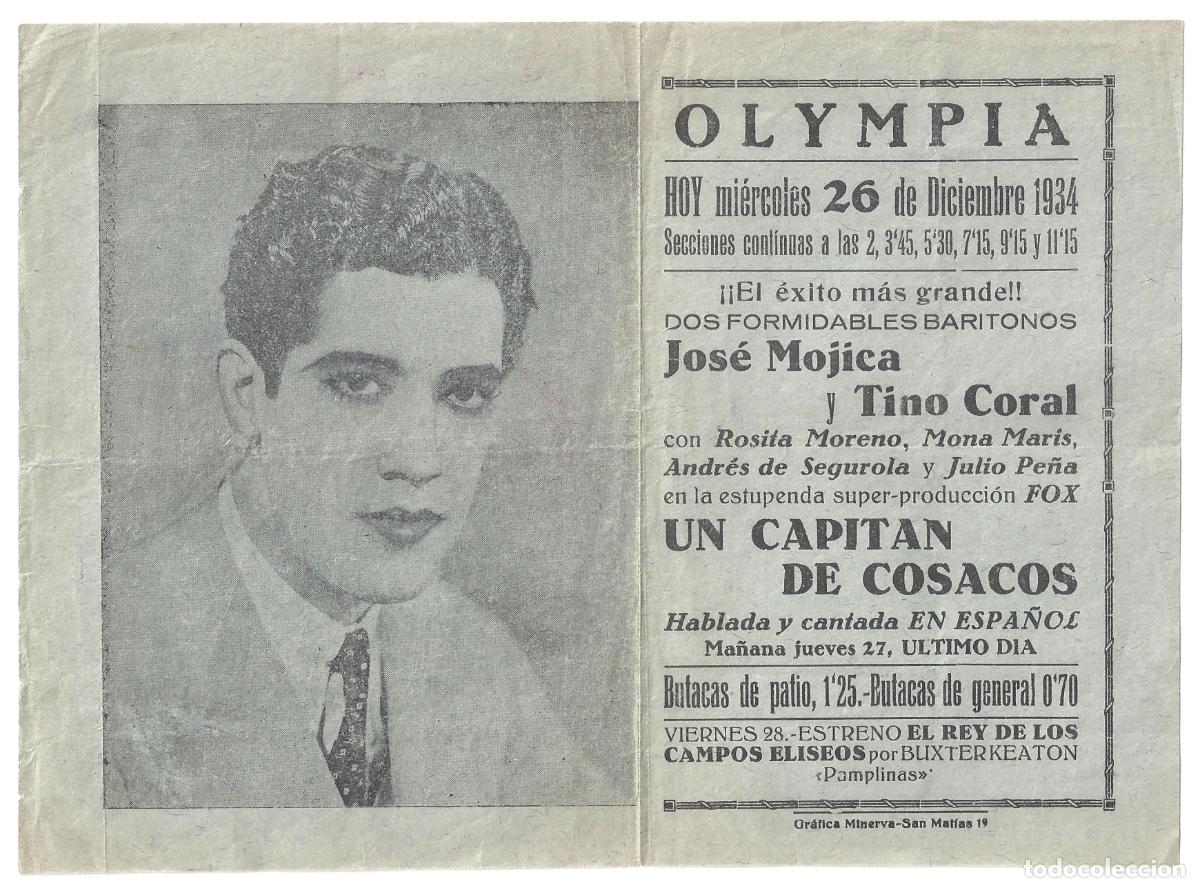 OLYMPIA
HOY miércoles 26 de Diciembre 1934
Secciones contínuas a las 2, 3'45, 5'30, 7'15, 9'15 y 11'15
¡¡El éxito más grande!!
DOS FORMIDABLES BARITONOS
José Mojica
y Tino Coral
con Rosita Moreno, Mona Maris,
Andrés de Segurola y Julio Peña
en la estupenda super-producción FOX
UN CAPITAN
DE COSACOS
Hablada y cantada EN ESPAÑOL
Mañana jueves 27, ULTIMO DIA
Butacas de patio, 1'25.-Butacas de general 0'70
VIERNES 28.-ESTRENO EL REY DE LOS
CAMPOS ELISEOS por BUXTER KEATON
«Pamplinas»
Gráfica Minerva-San Matías 19
todocoleccion